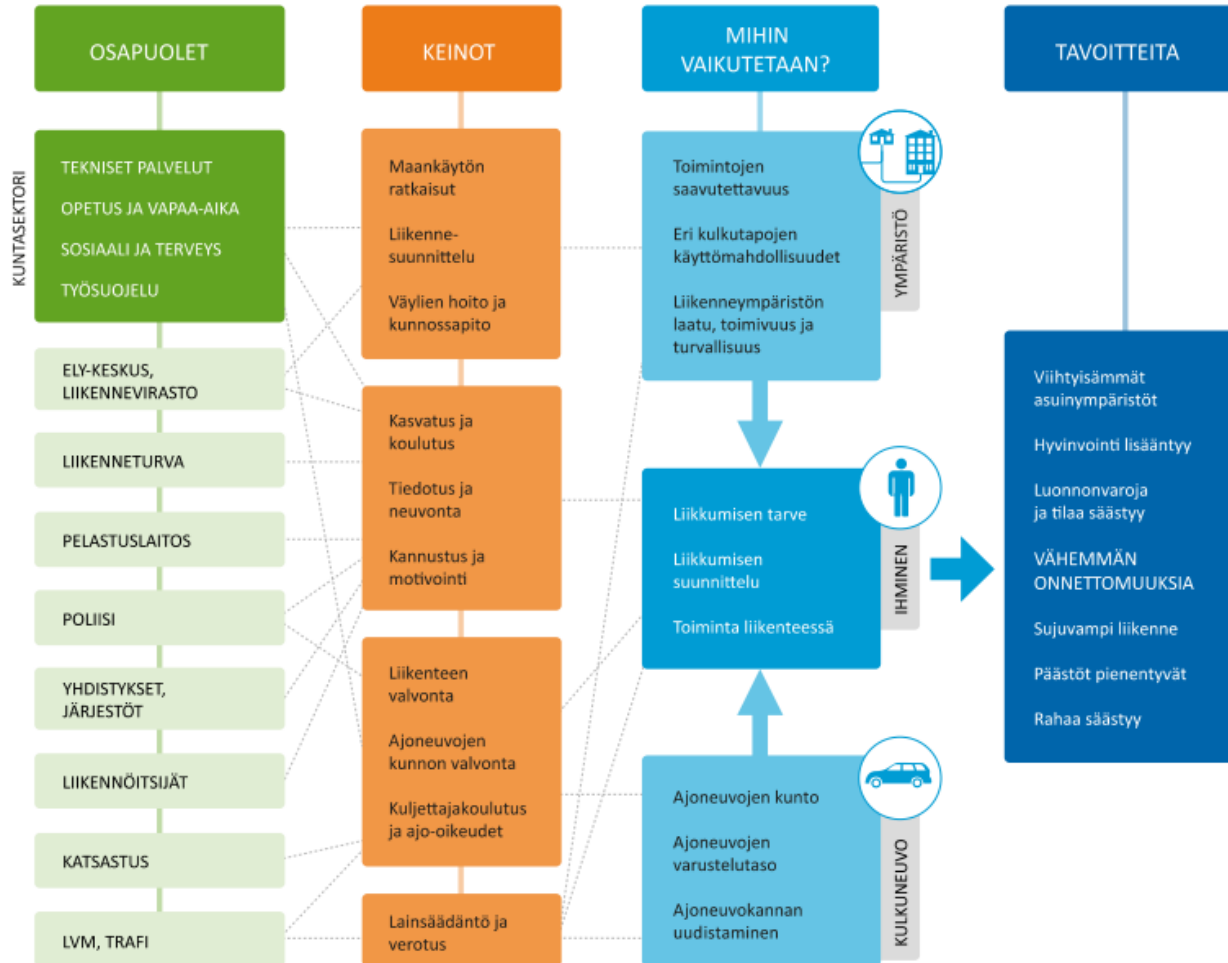 OSAPUOLET
KUNTASEKTORI
TEKNISET PALVELUT
OPETUS JA VAPAA-AIKA
SOSIAALI JA TERVEYS
TYÖSUOJELU
ELY-KESKUS,
LIIKENNEVIRASTO
LIIKENNETURVA
PELASTUSLAITOS
POLIISI
YHDISTYKSET,
JÄRJESTÖT
LIIKENNÖITSIJÄT
KATSASTUS
LVM, TRAFI
KEINOT
Maankäytön
ratkaisut
Liikenne-
suunnittelu
Väylien hoito ja
kunnossapito
Kasvatus ja
koulutus
Tiedotus ja
neuvonta
Kannustus ja
motivointi
Liikenteen
valvonta
Ajoneuvojen
kunnon valvonta
Kuljettajakoulutus
ja ajo-oikeudet
Lainsäädäntö ja
verotus
MIHIN
VAIKUTETAAN?
Toimintojen
saavutettavuus
Eri kulkutapojen
käyttömahdollisuudet
Liikenneympäristön
laatu, toimivuus ja
turvallisuus
YMPÄRISTÖ
Liikkumisen tarve
Liikkumisen
suunnittelu
Toiminta liikenteessä
IHMINEN
Ajoneuvojen kunto
Ajoneuvojen
varustelutaso
Ajoneuvokannan
uudistaminen
KULKUNEUVO
TAVOITTEITA
Viihtyisämmät
asuinympäristöt
Hyvinvointi lisääntyy
Luonnonvaroja
ja tilaa säästyy
VÄHEMMÄN
ONNETTOMUUKSIA
Sujuvampi liikenne
Päästöt pienentyvät
Rahaa säästyy